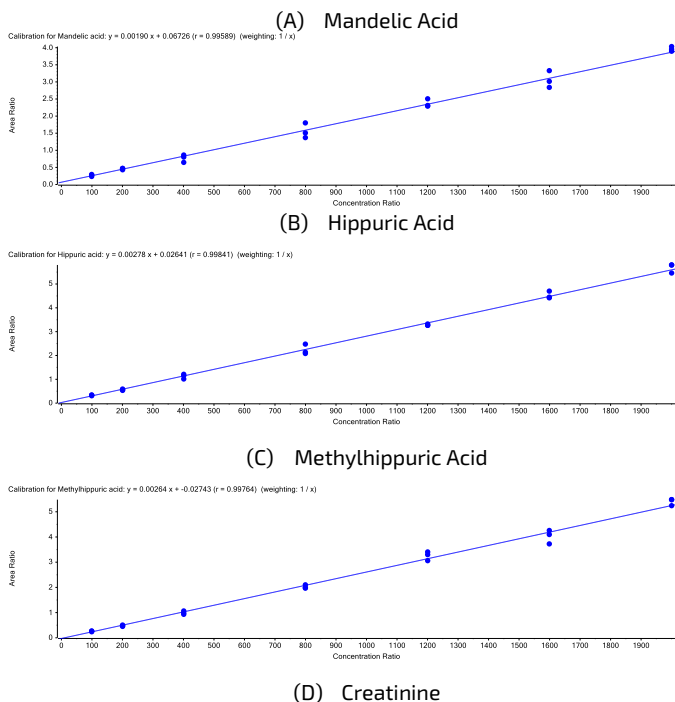 (A) Mandelic Acid
Calibration for Mandelic acid: y = 0.00190 x + 0.06726 (r = 0.99589) (weighting: 1 / x)
4.0
3.5
3.0
2.5
2.0
1.5
1.0
0.5
0.0
Area Ratio
0 100 200 300 400 500 600 700 800 900 1000 1100 1200 1300 1400 1500 1600 1700 1800 1900
Concentration Ratio
(B) Hippuric Acid
Calibration for Hippuric acid: y = 0.00278 x + 0.02641 (r = 0.99841) (weighting: 1 / x)
5
4
3
2
1
0
Area Ratio
0 100 200 300 400 500 600 700 800 900 1000 1100 1200 1300 1400 1500 1600 1700 1800 1900
Concentration Ratio
(C) Methylhippuric Acid
Calibration for Methylhippuric acid: y = 0.00264 x + -0.02743 (r = 0.99764) (weighting: 1 / x)
5
4
3
2
1
0
Area Ratio
0 100 200 300 400 500 600 700 800 900 1000 1100 1200 1300 1400 1500 1600 1700 1800 1900
Concentration Ratio
(D) Creatinine